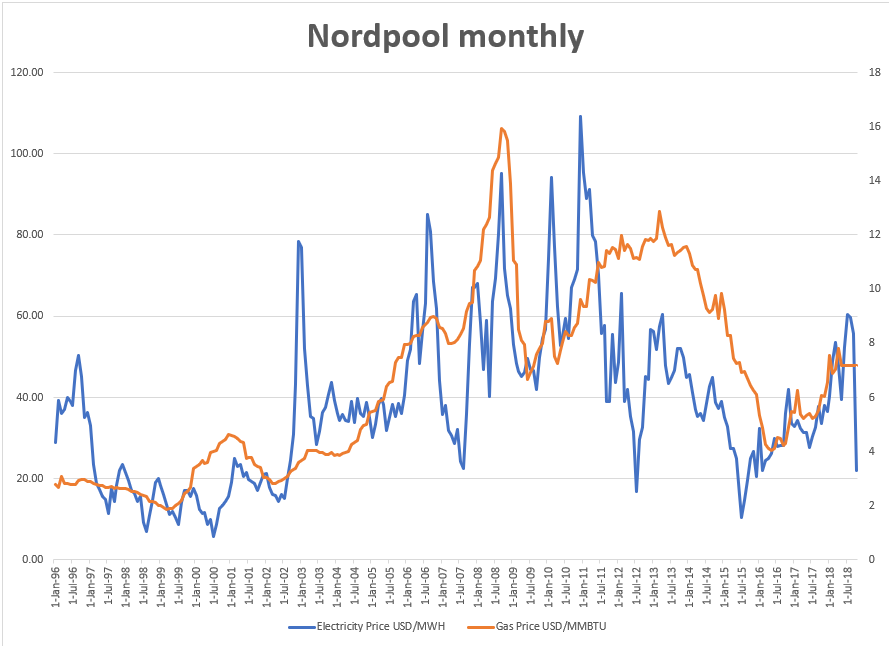 Nordpool monthly
120.00
100.00
80.00
60.00
40.00
20.00
0.00
18
16
14
12
10
8
6
4
2
0
1-Jan-96
1-Jul-96
1-Jan-97
1-Jul-97
1-Jan-98
1-Jul-98
1-Jan-99
1-Jul-99
1-Jan-00
1-Jul-00
1-Jan-01
1-Jul-01
1-Jan-02
1-Jul-02
1-Jan-03
1-Jul-03
1-Jan-04
1-Jul-04
1-Jan-05
1-Jul-05
1-Jan-06
1-Jul-06
1-Jan-07
1-Jul-07
1-Jan-08
1-Jul-08
1-Jan-09
1-Jul-09
1-Jan-10
1-Jul-10
1-Jan-11
1-Jul-11
1-Jan-12
1-Jul-12
1-Jan-13
1-Jul-13
1-Jan-14
1-Jul-14
1-Jan-15
1-Jul-15
1-Jan-16
1-Jul-16
1-Jan-17
1-Jul-17
1-Jan-18
1-Jul-18
Electricity Price USD/MWH
Gas Price USD/MMBTU